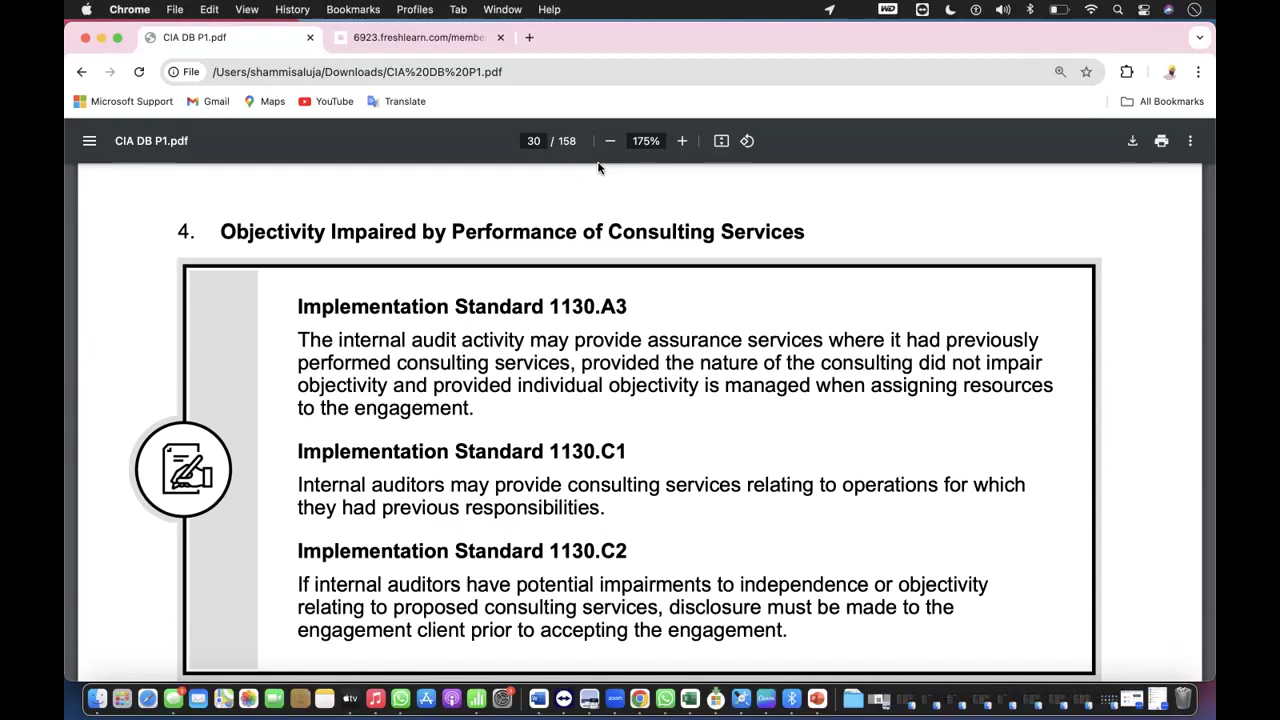 Chrome File Edit View History Bookmarks Profiles Tab Window Help
CIA DB P1.pdf
6923.freshlearn.com/membe
File /Users/shammisaluja/Downloads/CIA%20DB%20P1.pdf
Microsoft Support Gmail Maps YouTube Translate All Bookmarks
CIA DB P1.pdf 30 / 158 175%
4. Objectivity Impaired by Performance of Consulting Services
Implementation Standard 1130.A3
The internal audit activity may provide assurance services where it had previously
performed consulting services, provided the nature of the consulting did not impair
objectivity and provided individual objectivity is managed when assigning resources
to the engagement.
Implementation Standard 1130.C1
Internal auditors may provide consulting services relating to operations for which
they had previous responsibilities.
Implementation Standard 1130.C2
If internal auditors have potential impairments to independence or objectivity
relating to proposed consulting services, disclosure must be made to the
engagement client prior to accepting the engagement.